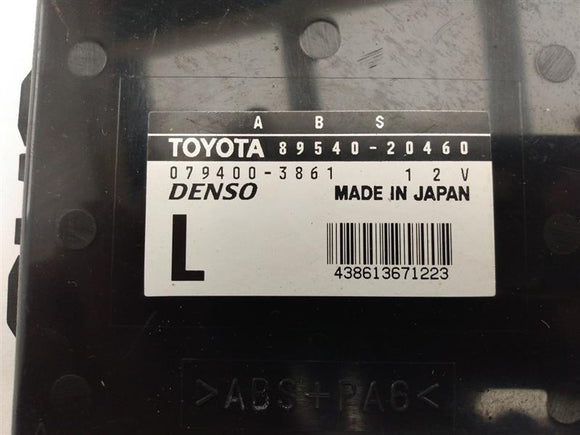 A B S
TOYOTA 89540-20460
079400-3861 12V
DENSO MADE IN JAPAN
L
438613671223
>ABS+PA6<